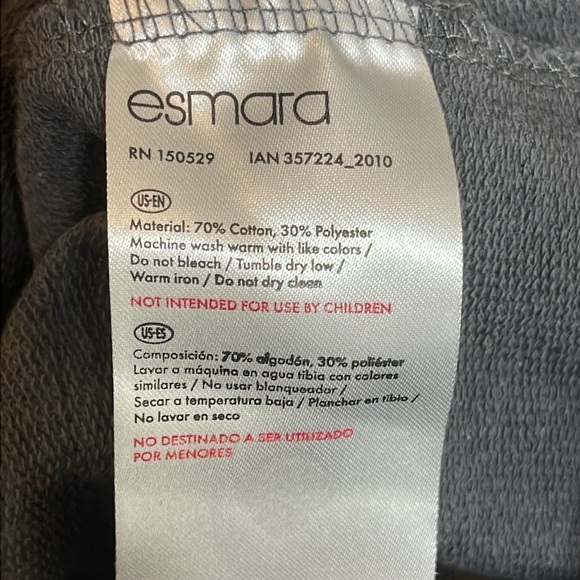 esmara
RN 150529 IAN 357224_2010
US-EN
Material: 70% Cotton, 30% Polyester
Machine wash warm with like colors /
Do not bleach / Tumble dry low /
Warm iron / Do not dry clean
NOT INTENDED FOR USE BY CHILDREN
US-ES
Composición: 70% algodón, 30% poliéster
Lavar a máquina en agua tibia con colores
similares / No usar blanqueador /
Secar a temperatura baja / Planchar en tibio /
No lavar en seco
NO DESTINADO A SER UTILIZADO
POR MENORES